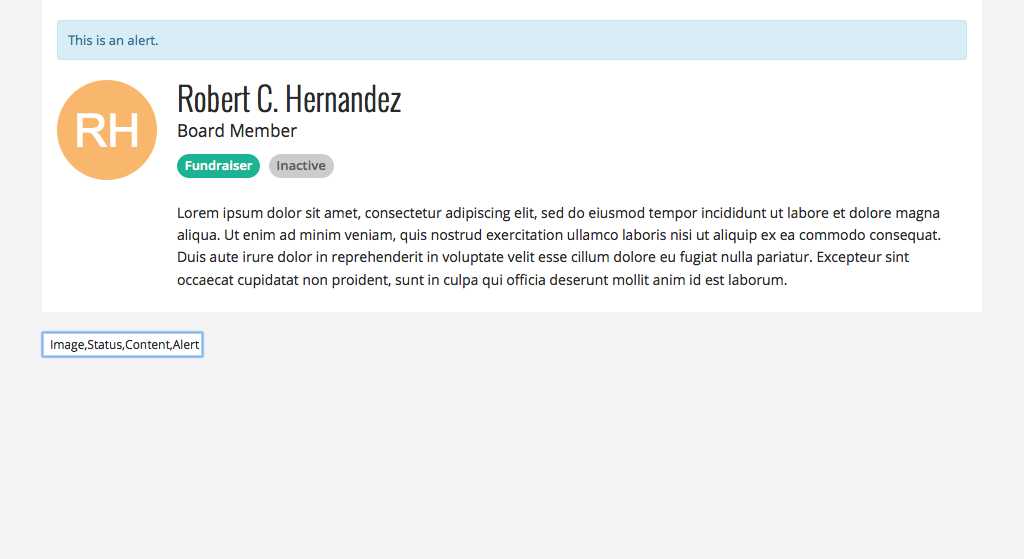 This is an alert.
RH
Robert C. Hernandez
Board Member
Fundraiser Inactive
Lorem ipsum dolor sit amet, consectetur adipiscing elit, sed do eiusmod tempor incididunt ut labore et dolore magna
aliqua. Ut enim ad minim veniam, quis nostrud exercitation ullamco laboris nisi ut aliquip ex ea commodo consequat.
Duis aute irure dolor in reprehenderit in voluptate velit esse cillum dolore eu fugiat nulla pariatur. Excepteur sint
occaecat cupidatat non proident, sunt in culpa qui officia deserunt mollit anim id est laborum.
Image,Status,Content,Alert